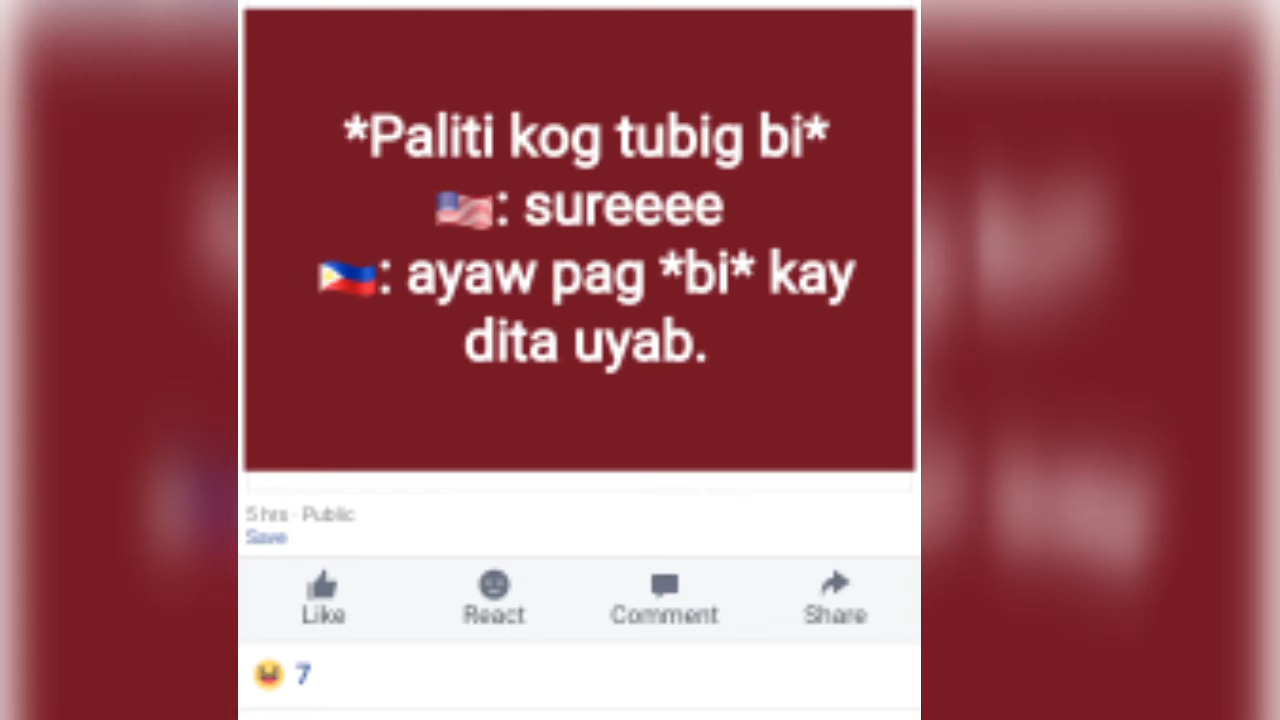 *Paliti kog tubig bi*
🇺🇸: sureeee
🇵🇭: ayaw pag *bi* kay
dita uyab.
5 hrs · Public
Save
Like React Comment Share
7